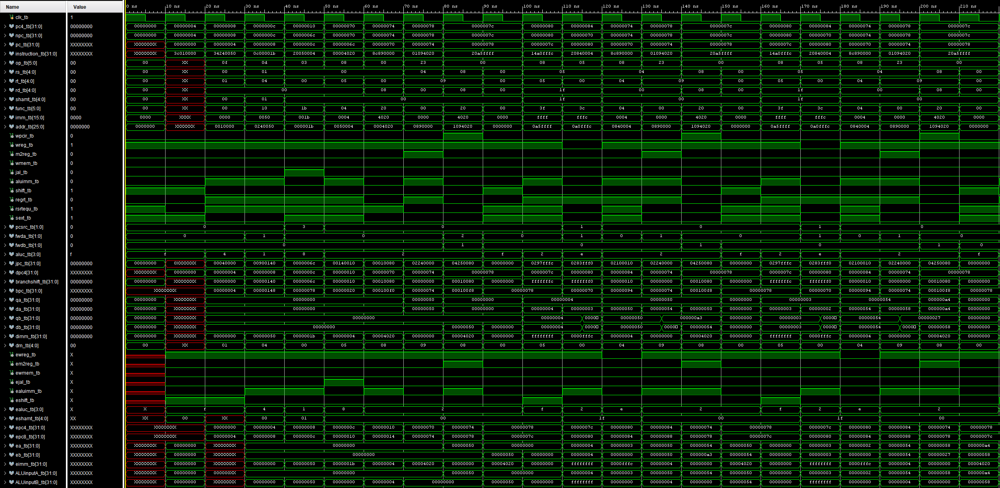 Name Value 0 ns 10 ns 20 ns 30 ns 40 ns 50 ns 60 ns 70 ns 80 ns 90 ns 100 ns 110 ns 120 ns 130 ns 140 ns 150 ns 160 ns 170 ns 180 ns 190 ns 200 ns 210 ns
clk_tb 1
pc4_tb[31:0] 00000000 00000000 00000004 00000008 0000000c 00000010 00000070 00000074 00000078 0000007c 00000080 00000084 00000074 00000078 0000007c 00000080 00000084 00000074 00000078 0000007c
npc_tb[31:0] 00000000 00000000 00000004 00000008 0000000c 0000006c 00000070 00000074 00000078 0000007c 00000080 00000070 00000074 00000078 0000007c 00000080 00000070 00000074 00000078 0000007c
pc_tb[31:0] XXXXXXXX XXXXXXXX 00000000 00000004 00000008 0000000c 0000006c 00000070 00000074 00000078 0000007c 00000080 00000070 00000074 00000078 0000007c 00000080 00000070 00000074 00000078
instruction_tb[31:0] XXXXXXXX XXXXXXXX 3c010000 34240050 0c00001b 20050004 00004020 8c890000 01094020 20a5ffff 14a0fffc 20840004 8c890000 01094020 20a5ffff 14a0fffc 20840004 8c890000 01094020 20a5ffff
op_tb[5:0] 00 00 XX 0f 0d 03 08 00 23 00 08 05 08 23 00 08 05 08 23 00
rs_tb[4:0] 00 00 XX 00 01 00 04 08 00 05 04 08 00 05 04 08 00
rt_tb[4:0] 00 00 XX 01 04 00 05 00 09 00 05 00 04 09 00 05 00 04 09 00
rd_tb[4:0] 00 00 XX 00 08 00 08 00 1f 00 08 00 1f 00 08 00
shamt_tb[4:0] 00 00 XX 00 01 00 1f 00 1f 00
func_tb[5:0] 00 00 XX 00 10 1b 04 20 00 20 00 3f 3c 04 00 20 00 3f 3c 04 00 20 00
imm_tb[15:0] 0000 0000 XXXX 0000 0050 001b 0004 4020 0000 4020 0000 ffff fffc 0004 0000 4020 0000 ffff fffc 0004 0000 4020 0000
addr_tb[25:0] 0000000 0000000 XXXXXXX 0010000 0240050 000001b 0050004 0004020 0890000 1094020 0000000 0a5ffff 0a0fffc 0840004 0890000 1094020 0000000 0a5ffff 0a0fffc 0840004 0890000 1094020 0000000
wpcir_tb 0
wreg_tb 1
m2reg_tb 0
wmem_tb 0
jal_tb 0
aluimm_tb 0
shift_tb 1
regrt_tb 0
rsrtequ_tb 1
sext_tb 1
pcsrc_tb[1:0] 0 0 3 0 1 0 1 0
fwda_tb[1:0] 0 0 1 0 2 0 1 0 1 0 1 0 1 0
fwdb_tb[1:0] 0 0 1 0 1 0 1 0
aluc_tb[3:0] f f 4 1 8 2 f 2 e 2 f 2 e 2 f
jpc_tb[31:0] 00000000 00000000 0XXXXXXX 00040000 00900140 0000006c 00140010 00010080 02240000 04250080 00000000 0297fffc 0283fff0 02100010 02240000 04250080 00000000 0297fffc 0283fff0 02100010 02240000 04250080 00000000
dpc4[31:0] XXXXXXXX XXXXXXXX 00000000 00000004 00000008 0000000c 00000010 00000070 00000074 00000078 0000007c 00000080 00000084 00000074 00000078 0000007c 00000080 00000084 00000074 00000078
branchshift_tb[31:0] 00000000 00000000 XXXXXXXX 00000000 00000140 0000006c 00000010 00010080 00000000 00010080 00000000 fffffffc fffffff0 00000010 00000000 00010080 00000000 fffffffc fffffff0 00000010 00000000 00010080 00000000
bpc_tb[31:0] XXXXXXXX XXXXXXXX 00000004 00000148 00000078 00000020 000100f0 00000074 000100f8 00000078 00000070 00000094 00000074 000100f8 00000078 00000070 00000094 00000074 000100f8 00000078
qa_tb[31:0] 00000000 00000000 XXXXXXXX 00000000 00000050 00000000 00000004 00000050 00000000 00000003 00000054 000000a4 00000000
da_tb[31:0] 00000000 00000000 XXXXXXXX 00000000 00000050 00000000 00000004 00000003 00000050 00000054 00000050 00000000 00000003 00000002 00000054 00000058 000000a4 00000000
qb_tb[31:0] 00000000 00000000 XXXXXXXX 00000000 00000004 0000 00000050 000000a3 00000000 00000003 0000 00000054 00000027 00000000
db_tb[31:0] 00000000 00000000 XXXXXXXX 00000000 00000050 00000000 00000004 0000 00000050 0000 00000054 00000000 00000003 0000 00000054 0000 00000058 00000000
dimm_tb[31:0] 00000000 00000000 XXXXXXXX 00000000 00000050 0000001b 00000004 00004020 00000000 00004020 00000000 ffffffff 0000fffc 00000004 00000000 00004020 00000000 ffffffff 0000fffc 00000004 00000000 00004020 00000000
drn_tb[4:0] 00 00 XX 01 04 00 05 08 09 08 00 05 00 04 09 08 00 05 00 04 09 08 00
ewreg_tb X
em2reg_tb X
ewmem_tb X
ejal_tb X
ealuimm_tb X
eshift_tb X
ealuc_tb[3:0] X X f 4 1 8 2 f 2 e 2 f 2 e 2
eshamt_tb[4:0] XX XX 00 XX 00 01 00 1f 00 1f 00
epc4_tb[31:0] XXXXXXXX XXXXXXXX 00000000 00000004 00000008 0000000c 00000010 00000070 00000074 00000078 0000007c 00000080 00000084 00000074 00000078 0000007c 00000080 00000084 00000074 00000078
epc8_tb[31:0] XXXXXXXX XXXXXXXX 00000004 00000008 0000000c 00000010 00000014 00000074 00000078 0000007c 00000080 00000084 00000088 00000078 0000007c 00000080 00000084 00000088 00000078 0000007c
ea_tb[31:0] XXXXXXXX XXXXXXXX 00000000 XXXXXXXX 00000000 00000050 00000000 00000004 00000003 00000050 00000054 00000050 00000000 00000003 00000002 00000054 00000058 000000a4
eb_tb[31:0] XXXXXXXX XXXXXXXX 00000000 XXXXXXXX 00000000 00000050 00000000 00000004 00000000 00000050 000000a3 00000054 00000000 00000003 00000000 00000054 00000027 00000058
eimm_tb[31:0] XXXXXXXX XXXXXXXX 00000000 XXXXXXXX 00000000 00000050 0000001b 00000004 00004020 00000000 00004020 00000000 ffffffff 0000fffc 00000004 00000000 00004020 00000000 ffffffff 0000fffc 00000004 00000000 00004020
ALUinputA_tb[31:0] XXXXXXXX XXXXXXXX 00000000 000000XX 00000000 00000050 00000000 00000004 00000003 00000050 00000054 00000050 00000000 00000003 00000002 00000054 00000058 000000a4
ALUinputB_tb[31:0] XXXXXXXX XXXXXXXX 00000000 XXXXXXXX 00000000 00000050 00000000 00000004 00000000 00000050 00000000 ffffffff 00000000 00000004 00000000 00000054 00000000 ffffffff 00000000 00000004 00000000 00000058